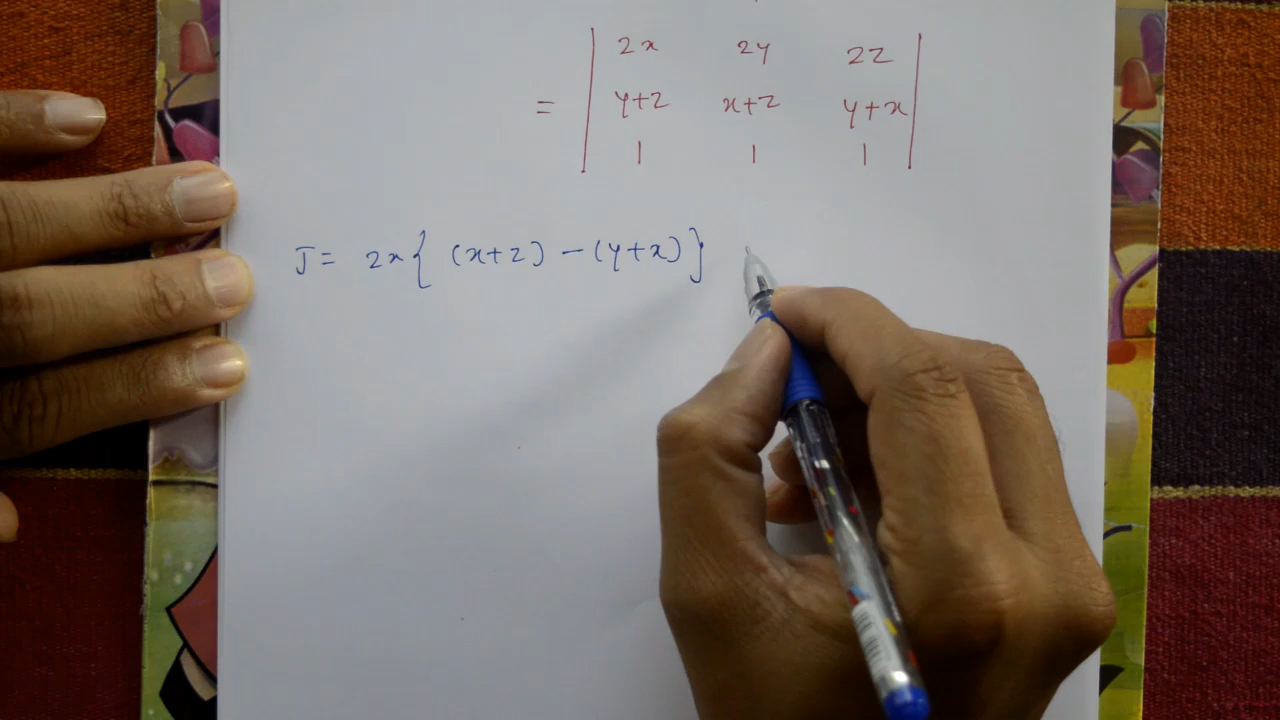 2x 2y 2z
= | y+z x+z y+x |
1 1 1
J = 2x{ (x+z) - (y+x)}